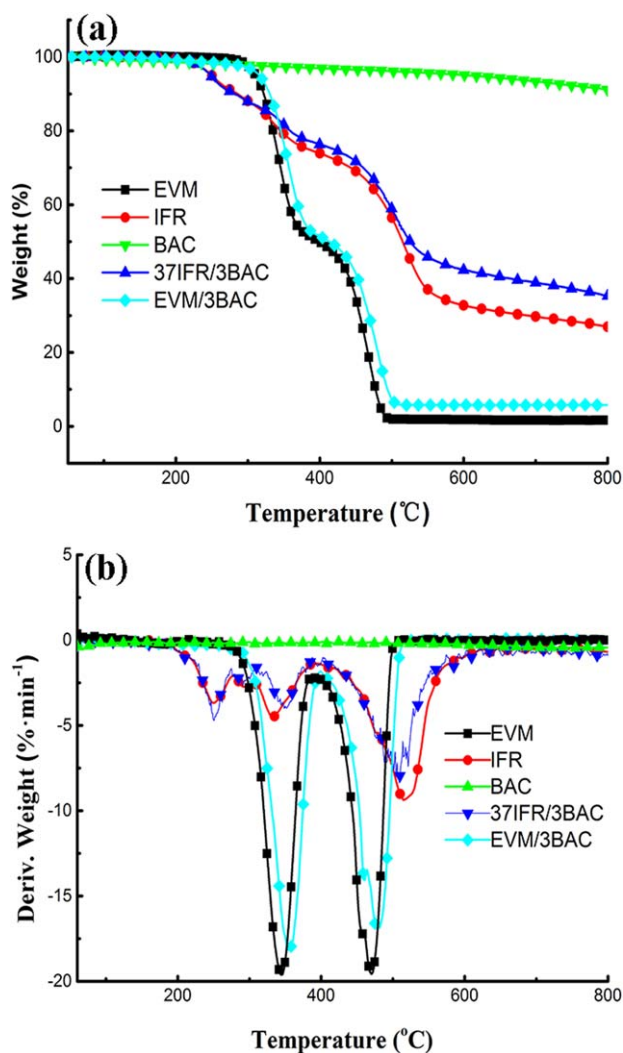 (a)
100
80
60
40
20
0
Weight (%)
EVM
IFR
BAC
37IFR/3BAC
EVM/3BAC
200
400
600
800
Temperature (℃)
(b)
5
0
-5
-10
-15
-20
Deriv. Weight (%·min⁻¹)
EVM
IFR
BAC
37IFR/3BAC
EVM/3BAC
200
400
600
800
Temperature (°C)